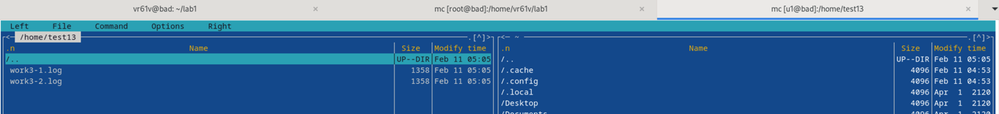 vr61v@bad: ~/lab1 × mc [root@bad]:/home/vr61v/lab1 × mc [u1@bad]:/home/test13 ×
Left File Command Options Right
<─ /home/test13 .[^]> <─ ~ .[^]>
.n Name Size Modify time .n Name Size Modify time
/.. UP--DIR Feb 11 05:05 /.. UP--DIR Feb 11 05:05
work3-1.log 1358 Feb 11 05:05 /.cache 4096 Feb 11 04:53
work3-2.log 1358 Feb 11 05:05 /.config 4096 Feb 11 04:53
/.local 4096 Apr 1 2120
/Desktop 4096 Apr 1 2120
/Documents 4096 Apr 1 2120